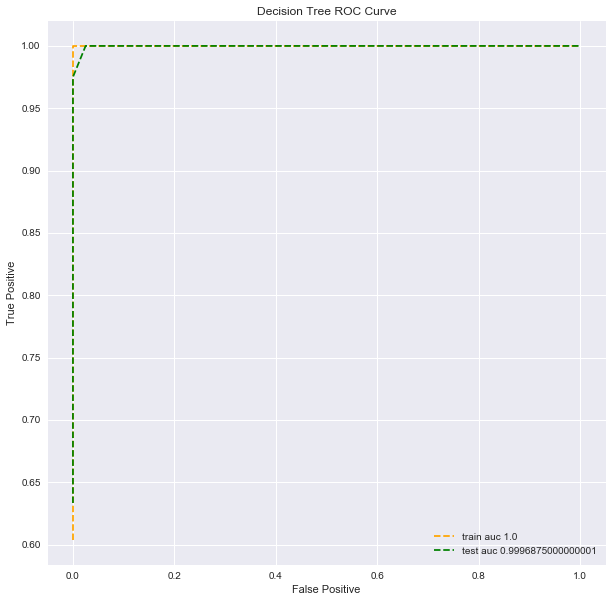 Decision Tree ROC Curve
1.00
0.95
0.90
0.85
0.80
0.75
0.70
0.65
0.60
True Positive
train auc 1.0
test auc 0.9996875000000001
0.0 0.2 0.4 0.6 0.8 1.0
False Positive